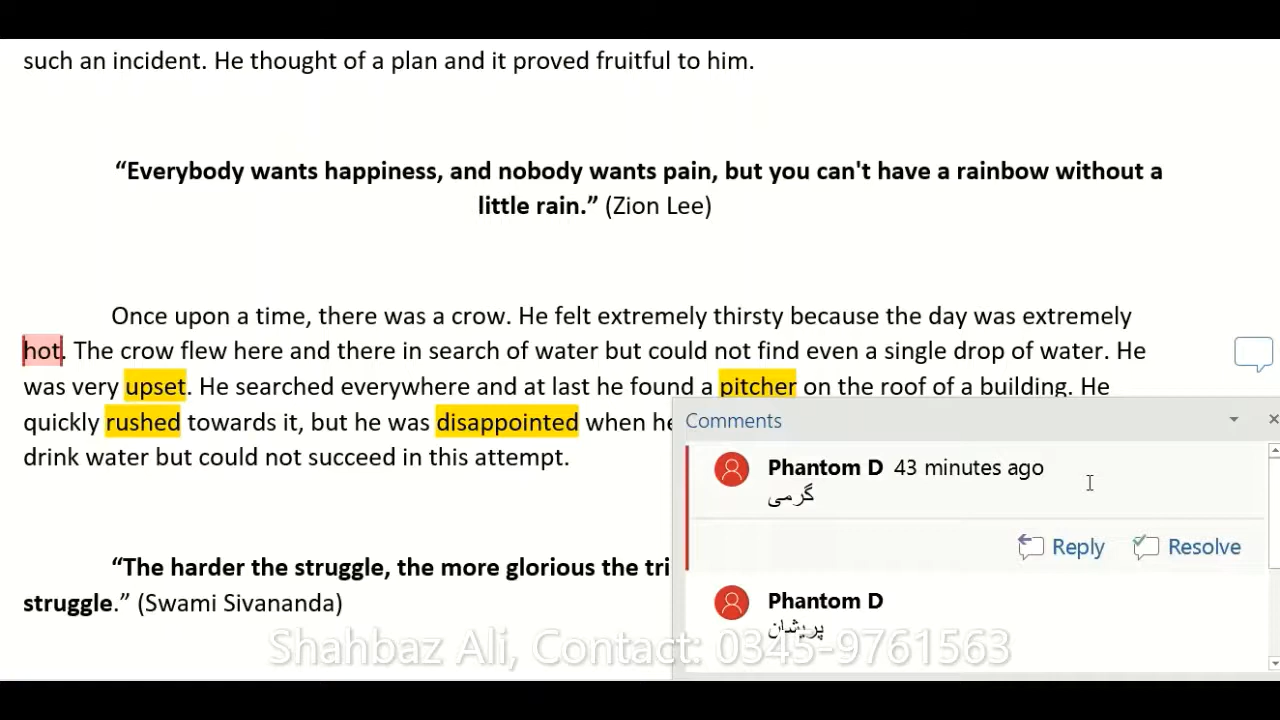 such an incident. He thought of a plan and it proved fruitful to him.
“Everybody wants happiness, and nobody wants pain, but you can't have a rainbow without a
little rain.” (Zion Lee)
Once upon a time, there was a crow. He felt extremely thirsty because the day was extremely
hot. The crow flew here and there in search of water but could not find even a single drop of water. He
was very upset. He searched everywhere and at last he found a pitcher on the roof of a building. He
quickly rushed towards it, but he was disappointed when he
drink water but could not succeed in this attempt.
“The harder the struggle, the more glorious the tri
struggle.” (Swami Sivananda)
Comments
Phantom D 43 minutes ago
گرمی
Reply Resolve
Phantom D
پریشان
Shahbaz Ali, Contact: 0345-9761563